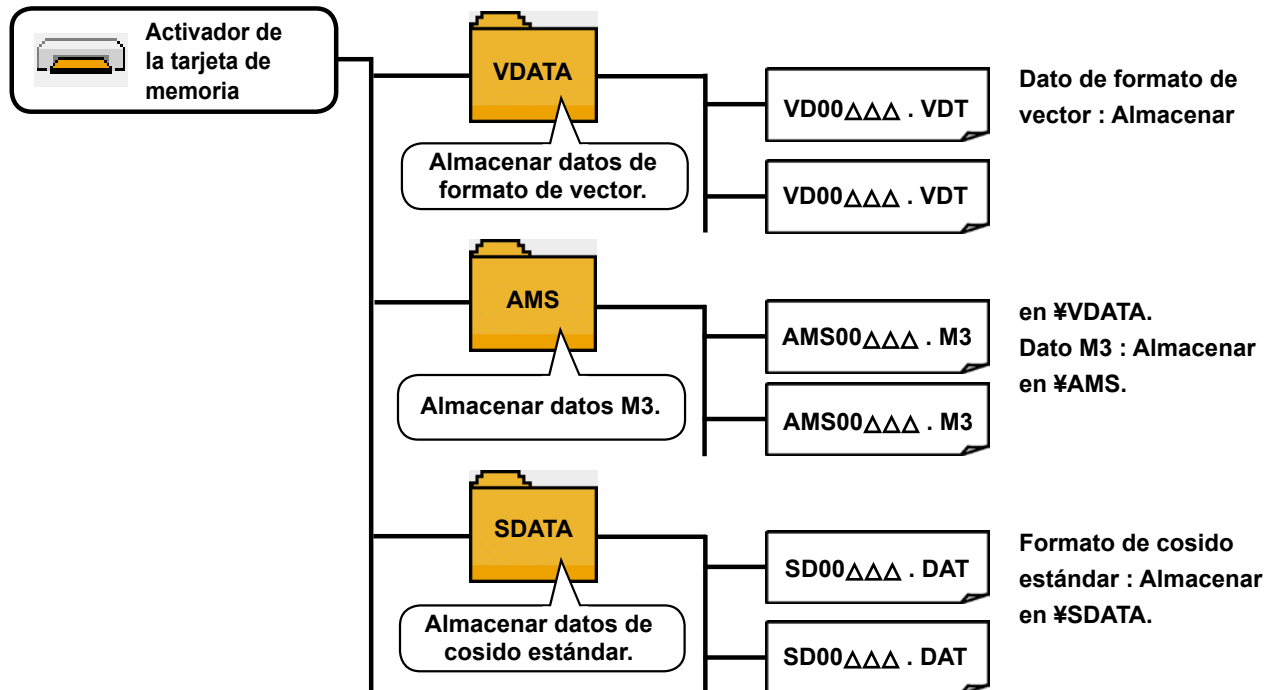 Activador de
la tarjeta de
memoria
VDATA
Almacenar datos de
formato de vector.
VD00△△△ . VDT
VD00△△△ . VDT
Dato de formato de
vector : Almacenar
AMS
Almacenar datos M3.
AMS00△△△ . M3
AMS00△△△ . M3
en ¥VDATA.
Dato M3 : Almacenar
en ¥AMS.
SDATA
Almacenar datos de
cosido estándar.
SD00△△△ . DAT
SD00△△△ . DAT
Formato de cosido
estándar : Almacenar
en ¥SDATA.